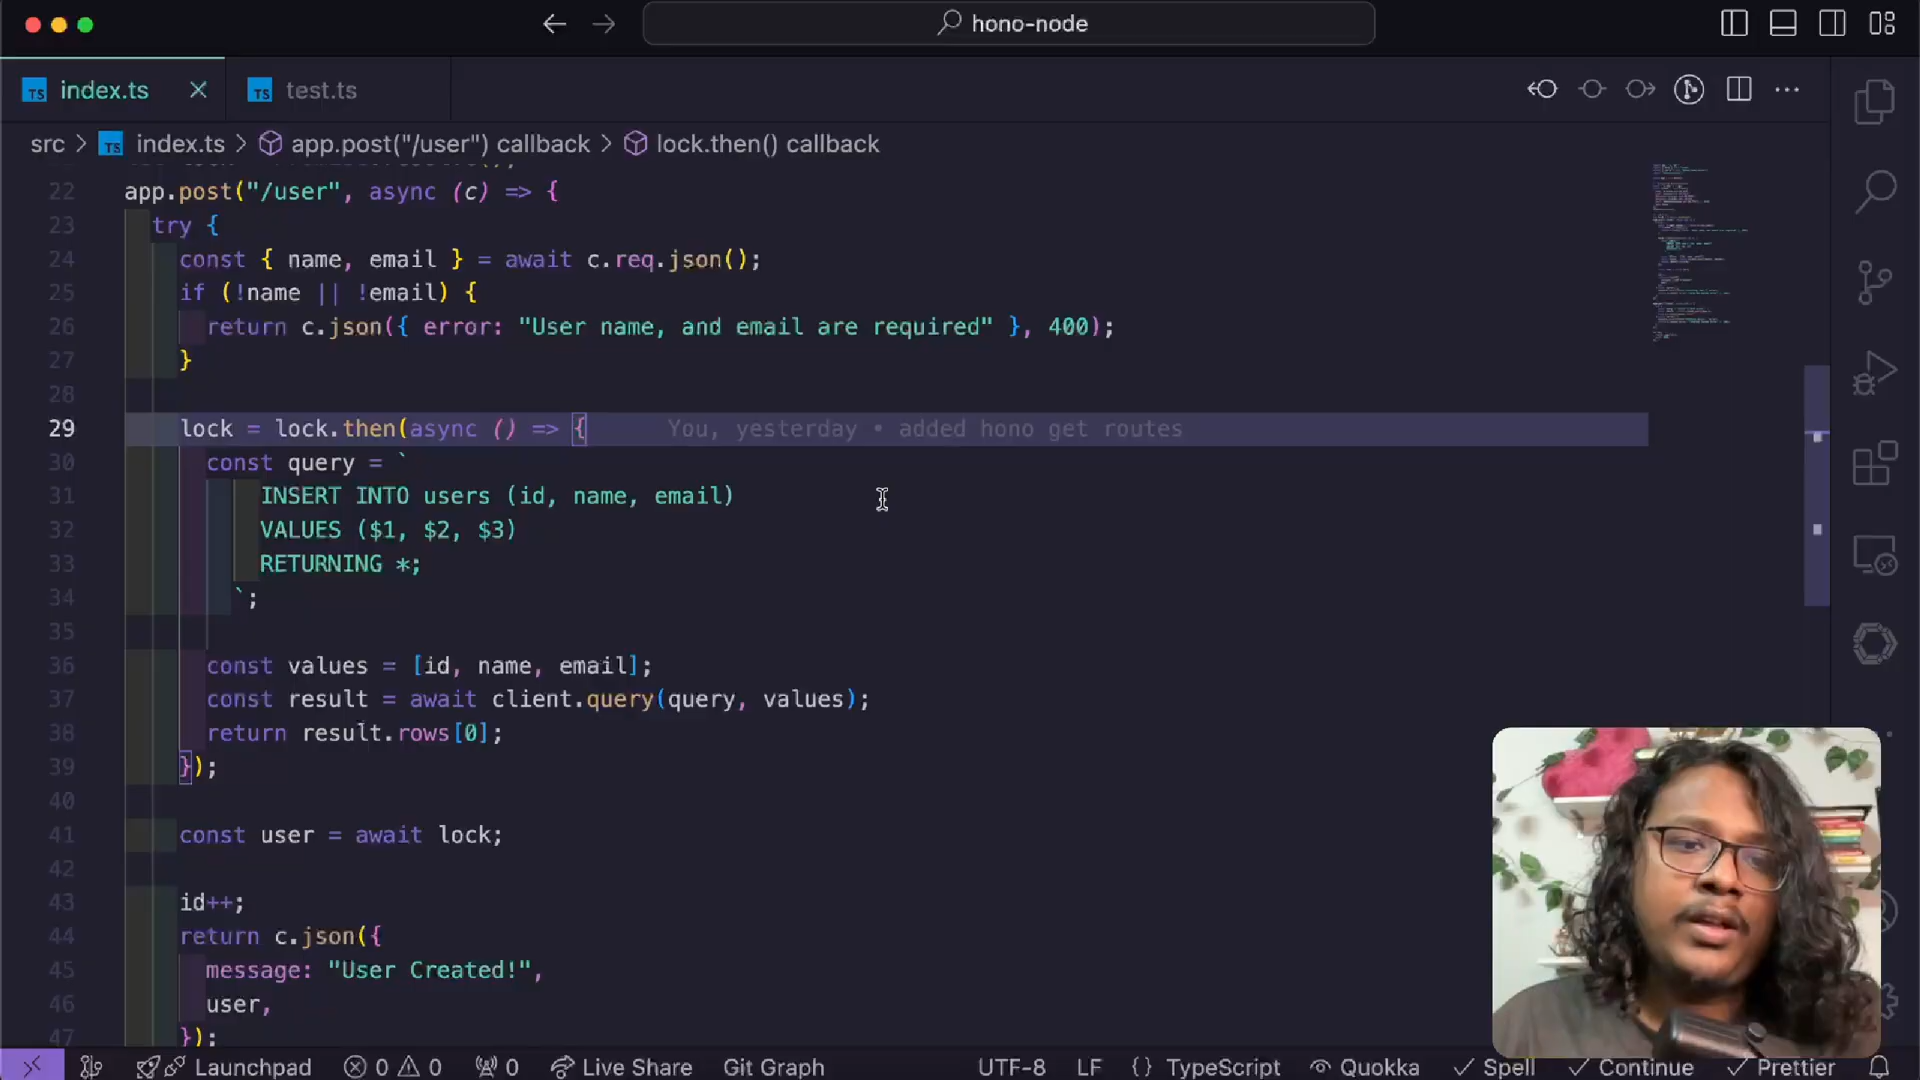 hono-node
TS index.ts
TS test.ts
src > TS index.ts > app.post("/user") callback > lock.then() callback
22 app.post("/user", async (c) => {
23 try {
24 const { name, email } = await c.req.json();
25 if (!name || !email) {
26 return c.json({ error: "User name, and email are required" }, 400);
27 }
28
29 lock = lock.then(async () => { You, yesterday • added hono get routes
30 const query = `
31 INSERT INTO users (id, name, email)
32 VALUES ($1, $2, $3)
33 RETURNING *;
34 `;
35
36 const values = [id, name, email];
37 const result = await client.query(query, values);
38 return result.rows[0];
39 });
40
41 const user = await lock;
42
43 id++;
44 return c.json({
45 message: "User Created!",
46 user,
47 });
Launchpad 0 0 0 Live Share Git Graph UTF-8 LF {} TypeScript Quokka Spell Continue Prettier